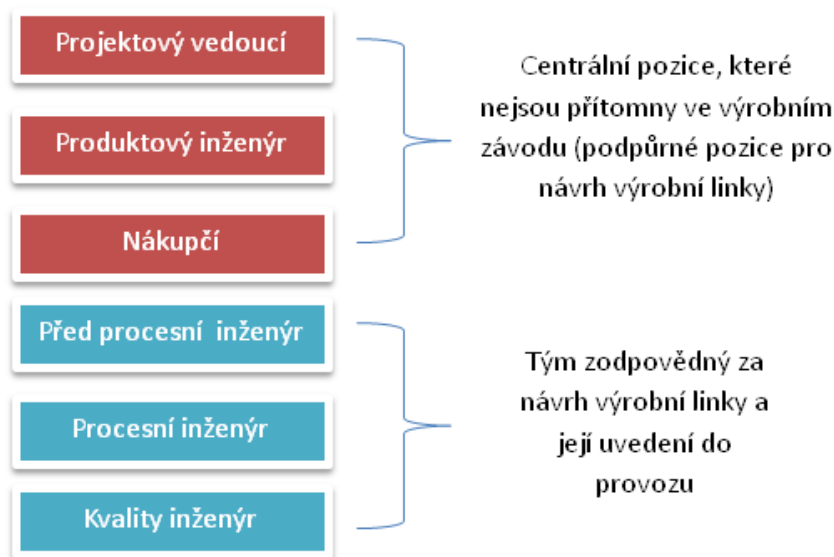 Projektový vedoucí
Produktový inženýr
Nákupčí
Centrální pozice, které
nejsou přítomny ve výrobním
závodu (podpůrné pozice pro
návrh výrobní linky)
Před procesní inženýr
Procesní inženýr
Kvality inženýr
Tým zodpovědný za
návrh výrobní linky a
její uvedení do
provozu